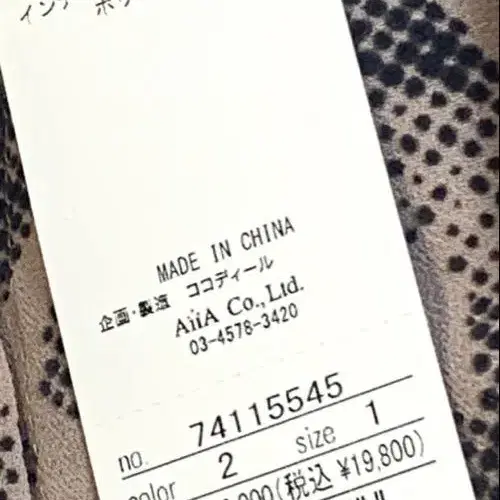 MADE IN CHINA
企画・製造 ココディール
AiiA Co.,Ltd.
03-4578-3420
no. 74115545
color 2 size 1
,000(税込 ¥19,800)